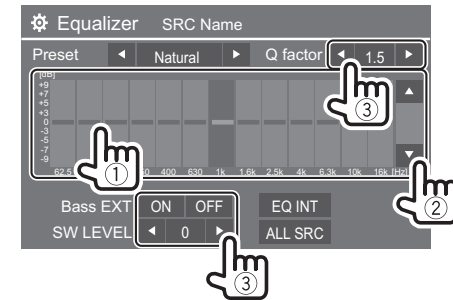 Equalizer SRC Name
Preset Natural Q factor 1.5
[dB]
+9
+7
+5
+3
0
-3
-5
-7
-9
62.5 400 630 1k 1.6k 2.5k 4k 6.3k 10k 16k [Hz]
Bass EXT ON OFF EQ INT
SW LEVEL 0 ALL SRC
1
2
3
3